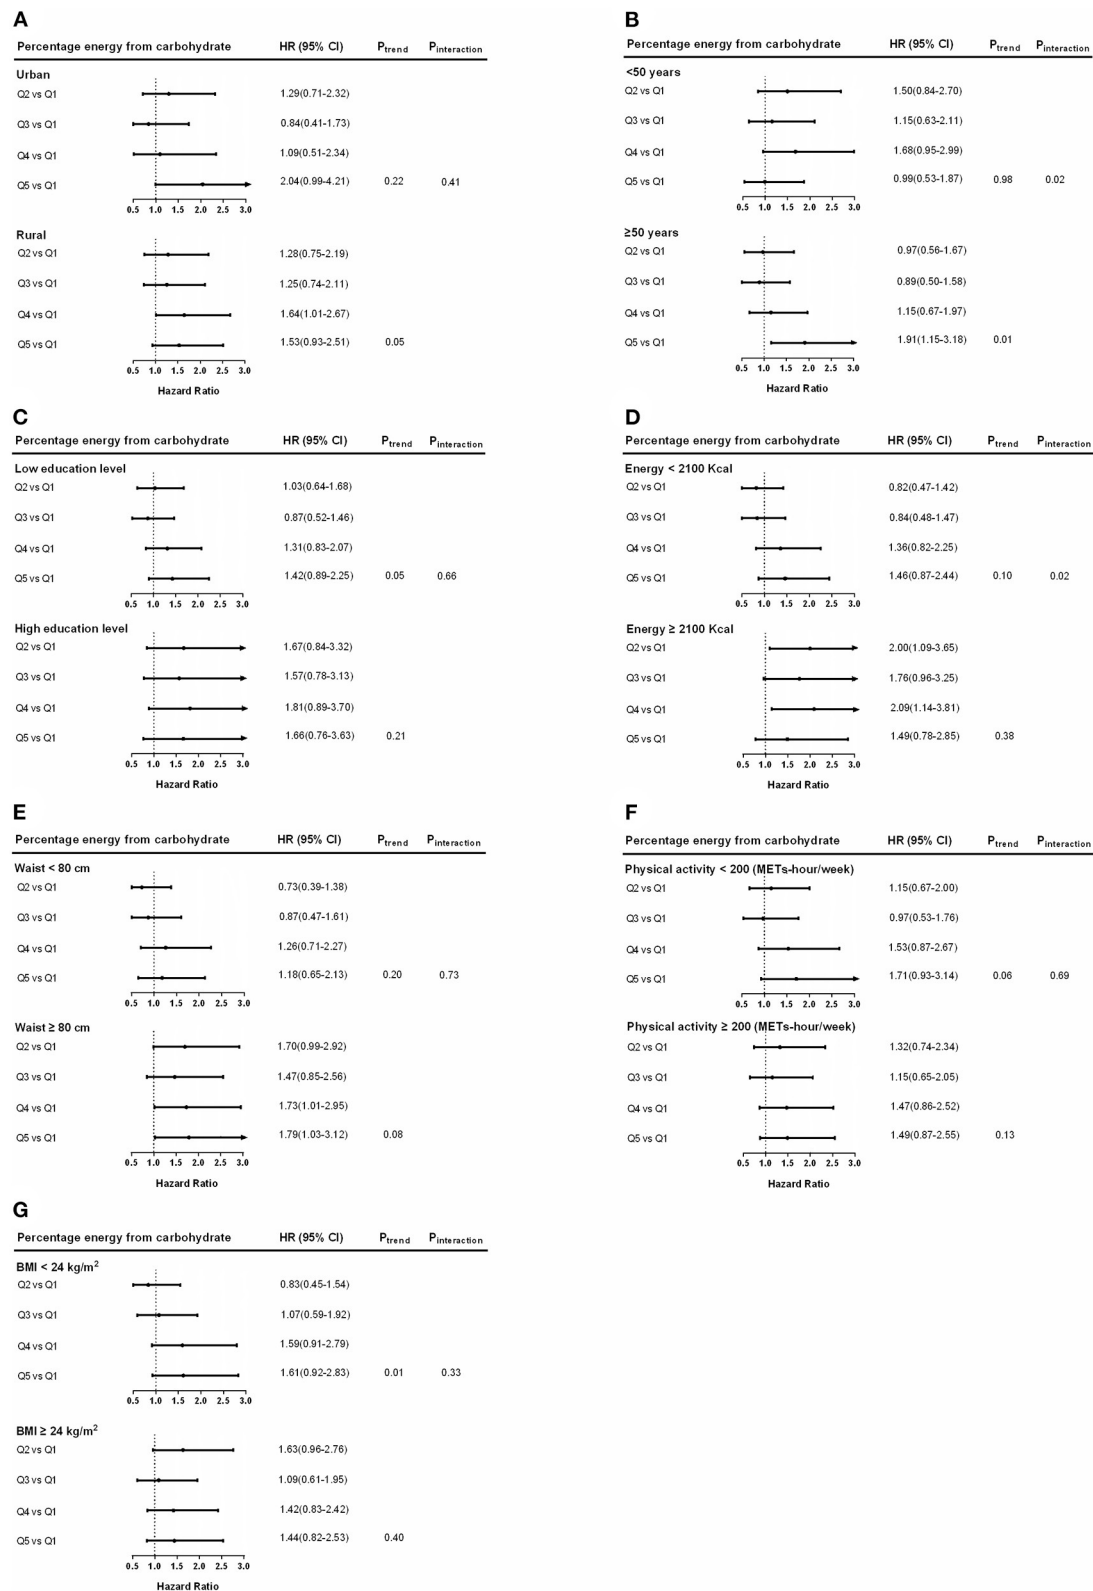 A
Percentage energy from carbohydrate HR (95% CI) Ptrend Pinteraction
Urban
Q2 vs Q1 1.29(0.71-2.32)
Q3 vs Q1 0.84(0.41-1.73)
Q4 vs Q1 1.09(0.51-2.34)
Q5 vs Q1 2.04(0.99-4.21) 0.22 0.41
0.5 1.0 1.5 2.0 2.5 3.0
Rural
Q2 vs Q1 1.28(0.75-2.19)
Q3 vs Q1 1.25(0.74-2.11)
Q4 vs Q1 1.64(1.01-2.67)
Q5 vs Q1 1.53(0.93-2.51) 0.05
0.5 1.0 1.5 2.0 2.5 3.0
Hazard Ratio
B
Percentage energy from carbohydrate HR (95% CI) Ptrend Pinteraction
<50 years
Q2 vs Q1 1.50(0.84-2.70)
Q3 vs Q1 1.15(0.63-2.11)
Q4 vs Q1 1.68(0.95-2.99)
Q5 vs Q1 0.99(0.53-1.87) 0.98 0.02
0.5 1.0 1.5 2.0 2.5 3.0
≥50 years
Q2 vs Q1 0.97(0.56-1.67)
Q3 vs Q1 0.89(0.50-1.58)
Q4 vs Q1 1.15(0.67-1.97)
Q5 vs Q1 1.91(1.15-3.18) 0.01
0.5 1.0 1.5 2.0 2.5 3.0
Hazard Ratio
C
Percentage energy from carbohydrate HR (95% CI) Ptrend Pinteraction
Low education level
Q2 vs Q1 1.03(0.64-1.68)
Q3 vs Q1 0.87(0.52-1.46)
Q4 vs Q1 1.31(0.83-2.07)
Q5 vs Q1 1.42(0.89-2.25) 0.05 0.66
0.5 1.0 1.5 2.0 2.5 3.0
High education level
Q2 vs Q1 1.67(0.84-3.32)
Q3 vs Q1 1.57(0.78-3.13)
Q4 vs Q1 1.81(0.89-3.70)
Q5 vs Q1 1.66(0.76-3.63) 0.21
0.5 1.0 1.5 2.0 2.5 3.0
Hazard Ratio
D
Percentage energy from carbohydrate HR (95% CI) Ptrend Pinteraction
Energy < 2100 Kcal
Q2 vs Q1 0.82(0.47-1.42)
Q3 vs Q1 0.84(0.48-1.47)
Q4 vs Q1 1.36(0.82-2.25)
Q5 vs Q1 1.46(0.87-2.44) 0.10 0.02
0.5 1.0 1.5 2.0 2.5 3.0
Energy ≥ 2100 Kcal
Q2 vs Q1 2.00(1.09-3.65)
Q3 vs Q1 1.76(0.96-3.25)
Q4 vs Q1 2.09(1.14-3.81)
Q5 vs Q1 1.49(0.78-2.85) 0.38
0.5 1.0 1.5 2.0 2.5 3.0
Hazard Ratio
E
Percentage energy from carbohydrate HR (95% CI) Ptrend Pinteraction
Waist < 80 cm
Q2 vs Q1 0.73(0.39-1.38)
Q3 vs Q1 0.87(0.47-1.61)
Q4 vs Q1 1.26(0.71-2.27)
Q5 vs Q1 1.18(0.65-2.13) 0.20 0.73
0.5 1.0 1.5 2.0 2.5 3.0
Waist ≥ 80 cm
Q2 vs Q1 1.70(0.99-2.92)
Q3 vs Q1 1.47(0.85-2.56)
Q4 vs Q1 1.73(1.01-2.95)
Q5 vs Q1 1.79(1.03-3.12) 0.08
0.5 1.0 1.5 2.0 2.5 3.0
Hazard Ratio
F
Percentage energy from carbohydrate HR (95% CI) Ptrend Pinteraction
Physical activity < 200 (METs-hour/week)
Q2 vs Q1 1.15(0.67-2.00)
Q3 vs Q1 0.97(0.53-1.76)
Q4 vs Q1 1.53(0.87-2.67)
Q5 vs Q1 1.71(0.93-3.14) 0.06 0.69
0.5 1.0 1.5 2.0 2.5 3.0
Physical activity ≥ 200 (METs-hour/week)
Q2 vs Q1 1.32(0.74-2.34)
Q3 vs Q1 1.15(0.65-2.05)
Q4 vs Q1 1.47(0.86-2.52)
Q5 vs Q1 1.49(0.87-2.55) 0.13
0.5 1.0 1.5 2.0 2.5 3.0
Hazard Ratio
G
Percentage energy from carbohydrate HR (95% CI) Ptrend Pinteraction
BMI < 24 kg/m²
Q2 vs Q1 0.83(0.45-1.54)
Q3 vs Q1 1.07(0.59-1.92)
Q4 vs Q1 1.59(0.91-2.79)
Q5 vs Q1 1.61(0.92-2.83) 0.01 0.33
0.5 1.0 1.5 2.0 2.5 3.0
BMI ≥ 24 kg/m²
Q2 vs Q1 1.63(0.96-2.76)
Q3 vs Q1 1.09(0.61-1.95)
Q4 vs Q1 1.42(0.83-2.42)
Q5 vs Q1 1.44(0.82-2.53) 0.40
0.5 1.0 1.5 2.0 2.5 3.0
Hazard Ratio